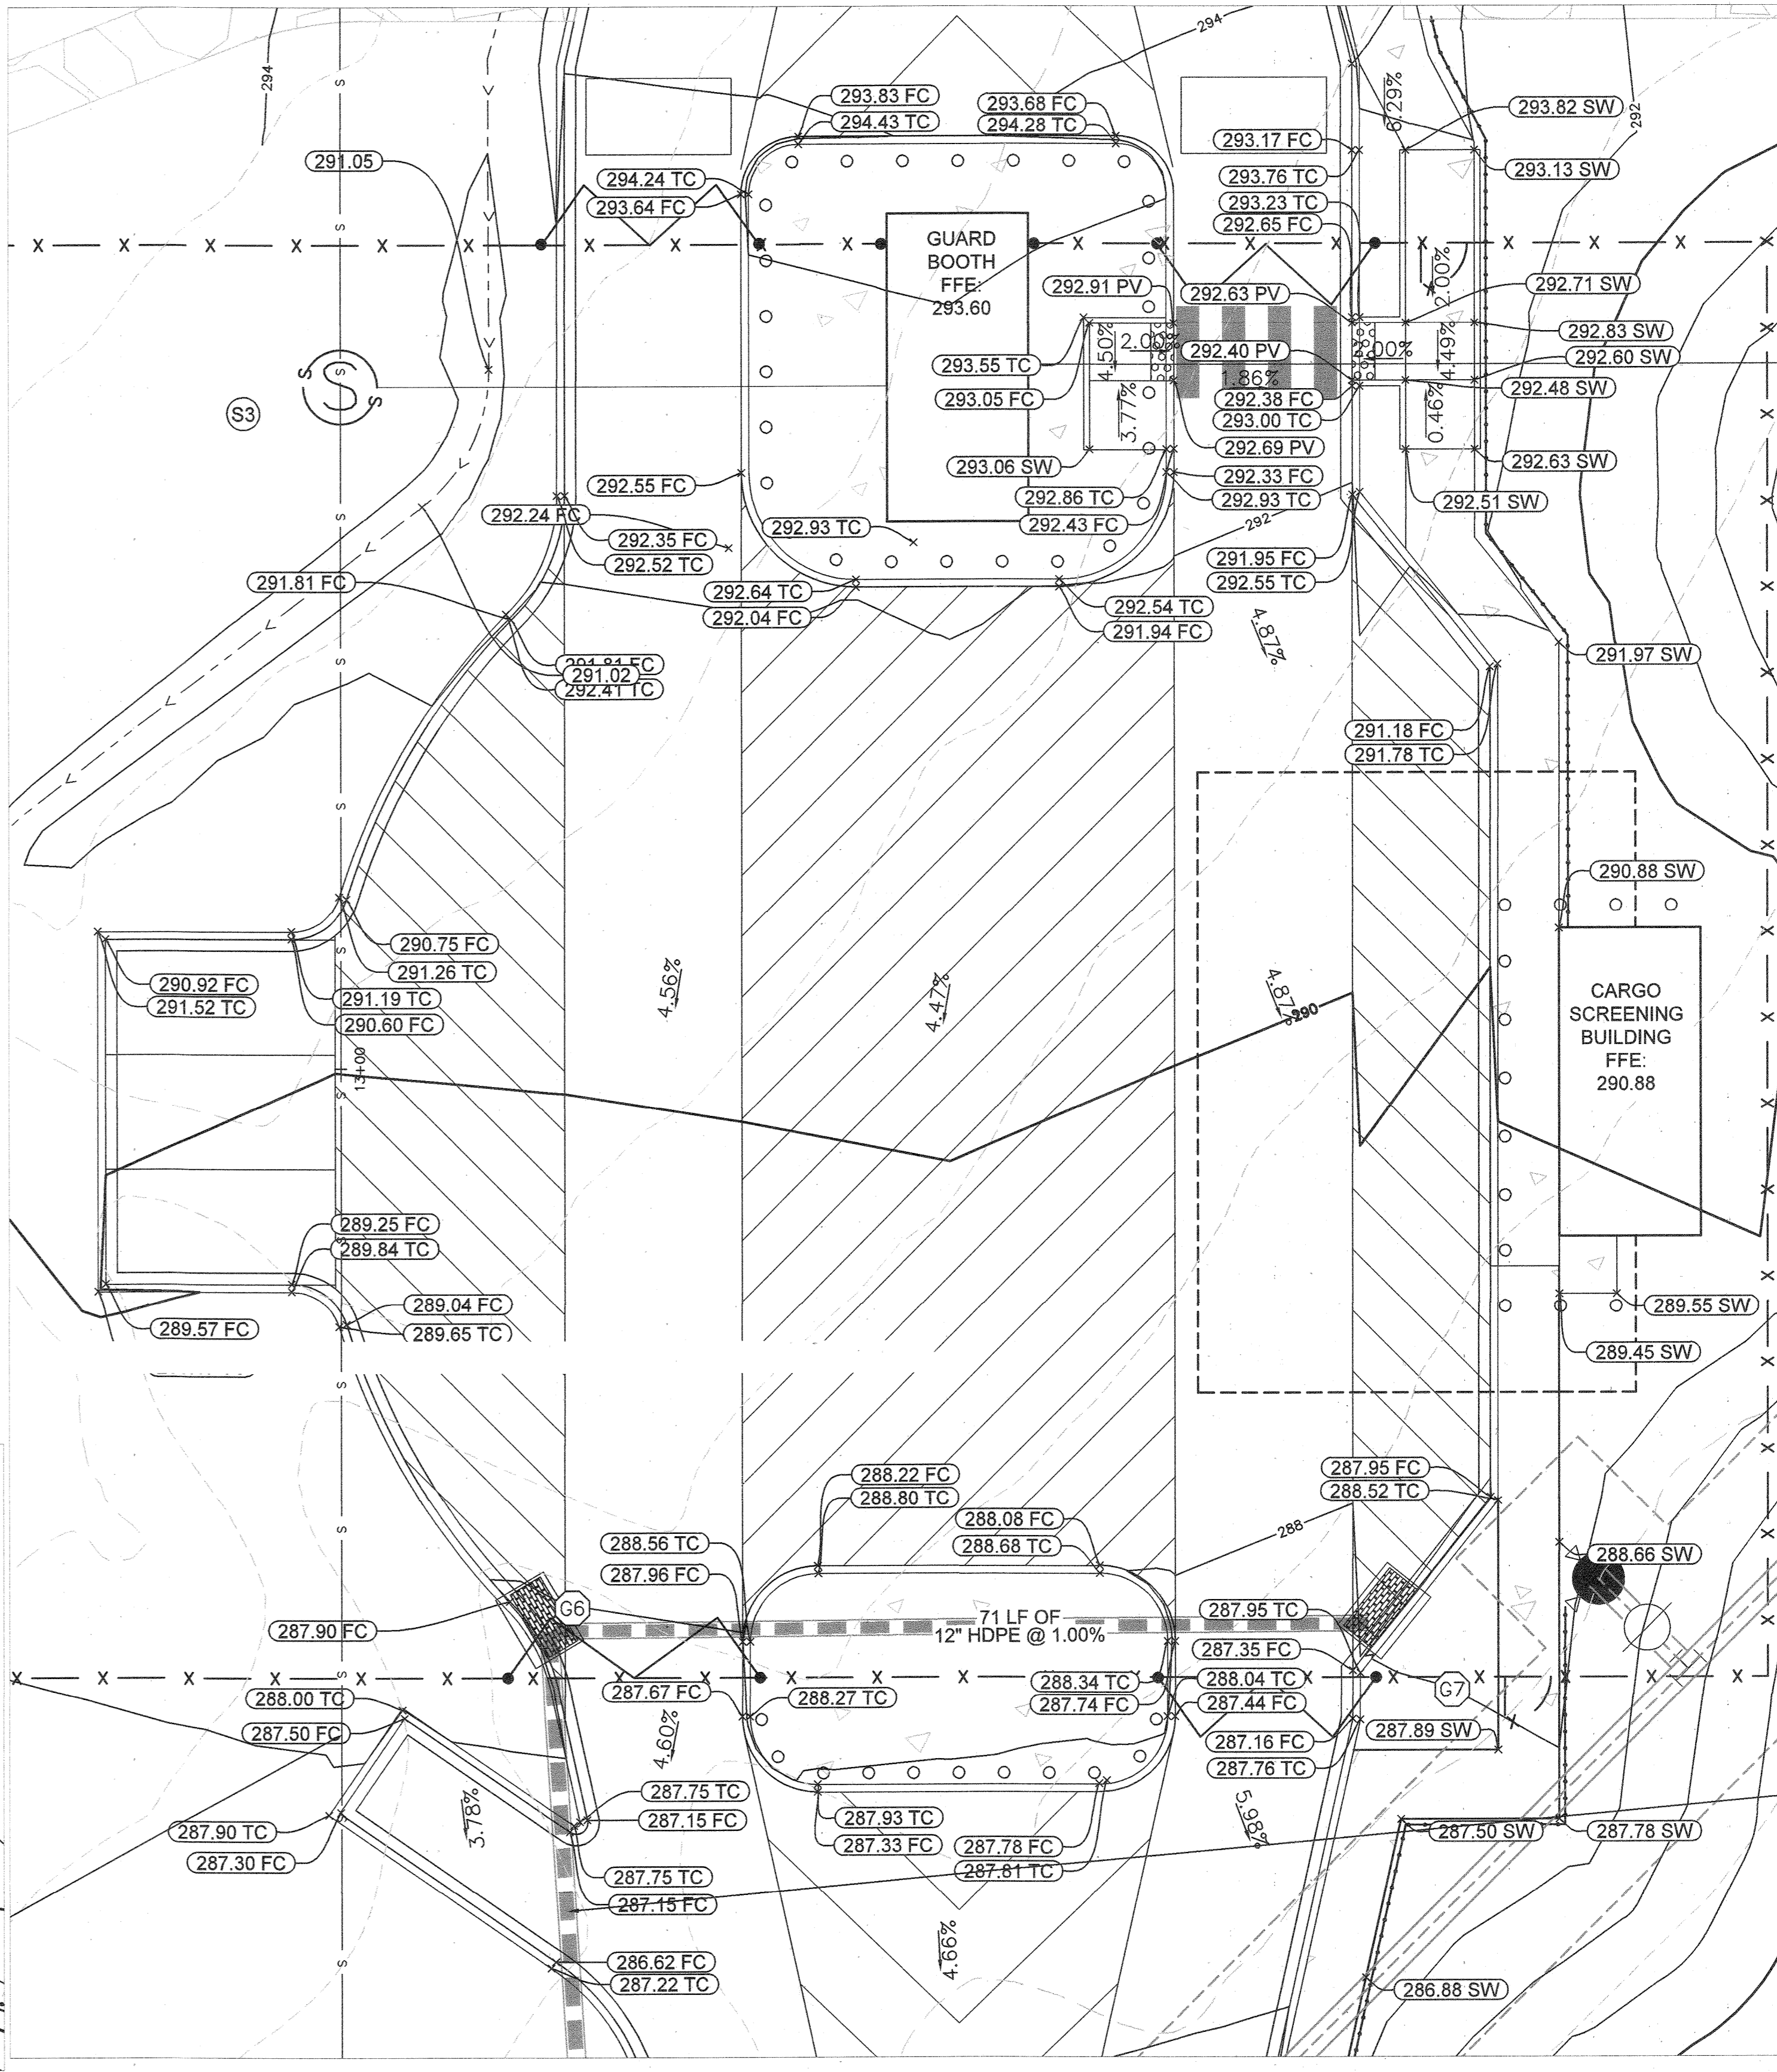 294
294
292
6.29%
293.83 FC
294.43 TC
293.68 FC
294.28 TC
293.82 SW
293.17 FC
293.13 SW
291.05
294.24 TC
293.64 FC
293.76 TC
293.23 TC
292.65 FC
GUARD
BOOTH
FFE:
293.60
2.00%
292.91 PV
292.63 PV
292.71 SW
292.83 SW
4.50%
2.00%
292.40 PV
2.00%
4.49%
292.60 SW
293.55 TC
1.86%
292.48 SW
293.05 FC
292.38 FC
293.00 TC
3.77%
0.46%
S3
S
S
S
292.69 PV
293.06 SW
292.63 SW
292.55 FC
292.33 FC
292.86 TC
292.93 TC
292.51 SW
292.24 FC
292.93 TC
292.43 FC
292
292.35 FC
292.52 TC
291.95 FC
292.55 TC
291.81 FC
292.64 TC
292.04 FC
292.54 TC
291.94 FC
4.87%
291.81 FC
291.02
292.41 TC
291.97 SW
291.18 FC
291.78 TC
290.88 SW
290.75 FC
291.26 TC
290.92 FC
291.52 TC
291.19 TC
290.60 FC
4.56%
4.47%
4.87%
290
CARGO
SCREENING
BUILDING
FFE:
290.88
13+00
289.25 FC
289.84 TC
289.04 FC
289.65 TC
289.57 FC
289.55 SW
289.45 SW
288.22 FC
288.80 TC
287.95 FC
288.52 TC
288.08 FC
288.68 TC
288
288.56 TC
287.96 FC
288.66 SW
G6
287.90 FC
71 LF OF
12" HDPE @ 1.00%
287.95 TC
287.35 FC
288.34 TC
287.74 FC
288.04 TC
287.44 FC
G7
287.67 FC
288.27 TC
288.00 TC
287.50 FC
4.60%
287.89 SW
287.16 FC
287.76 TC
287.75 TC
287.15 FC
3.78%
287.93 TC
287.33 FC
287.78 FC
287.81 TC
5.98%
287.50 SW
287.78 SW
287.90 TC
287.30 FC
287.75 TC
287.15 FC
4.66%
286.62 FC
287.22 TC
286.88 SW